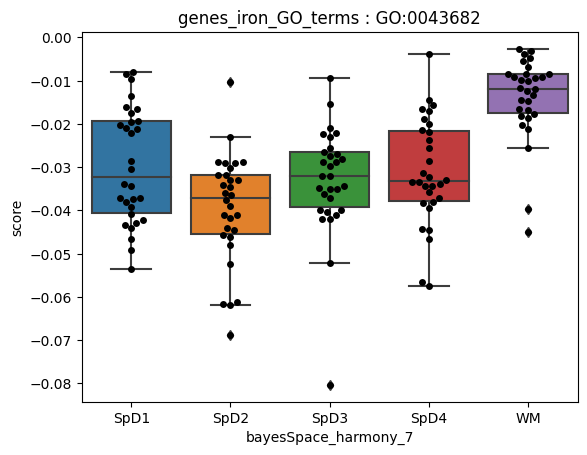 genes_iron_GO_terms : GO:0043682
0.00
−0.01
−0.02
−0.03
−0.04
−0.05
−0.06
−0.07
−0.08
score
SpD1 SpD2 SpD3 SpD4 WM
bayesSpace_harmony_7